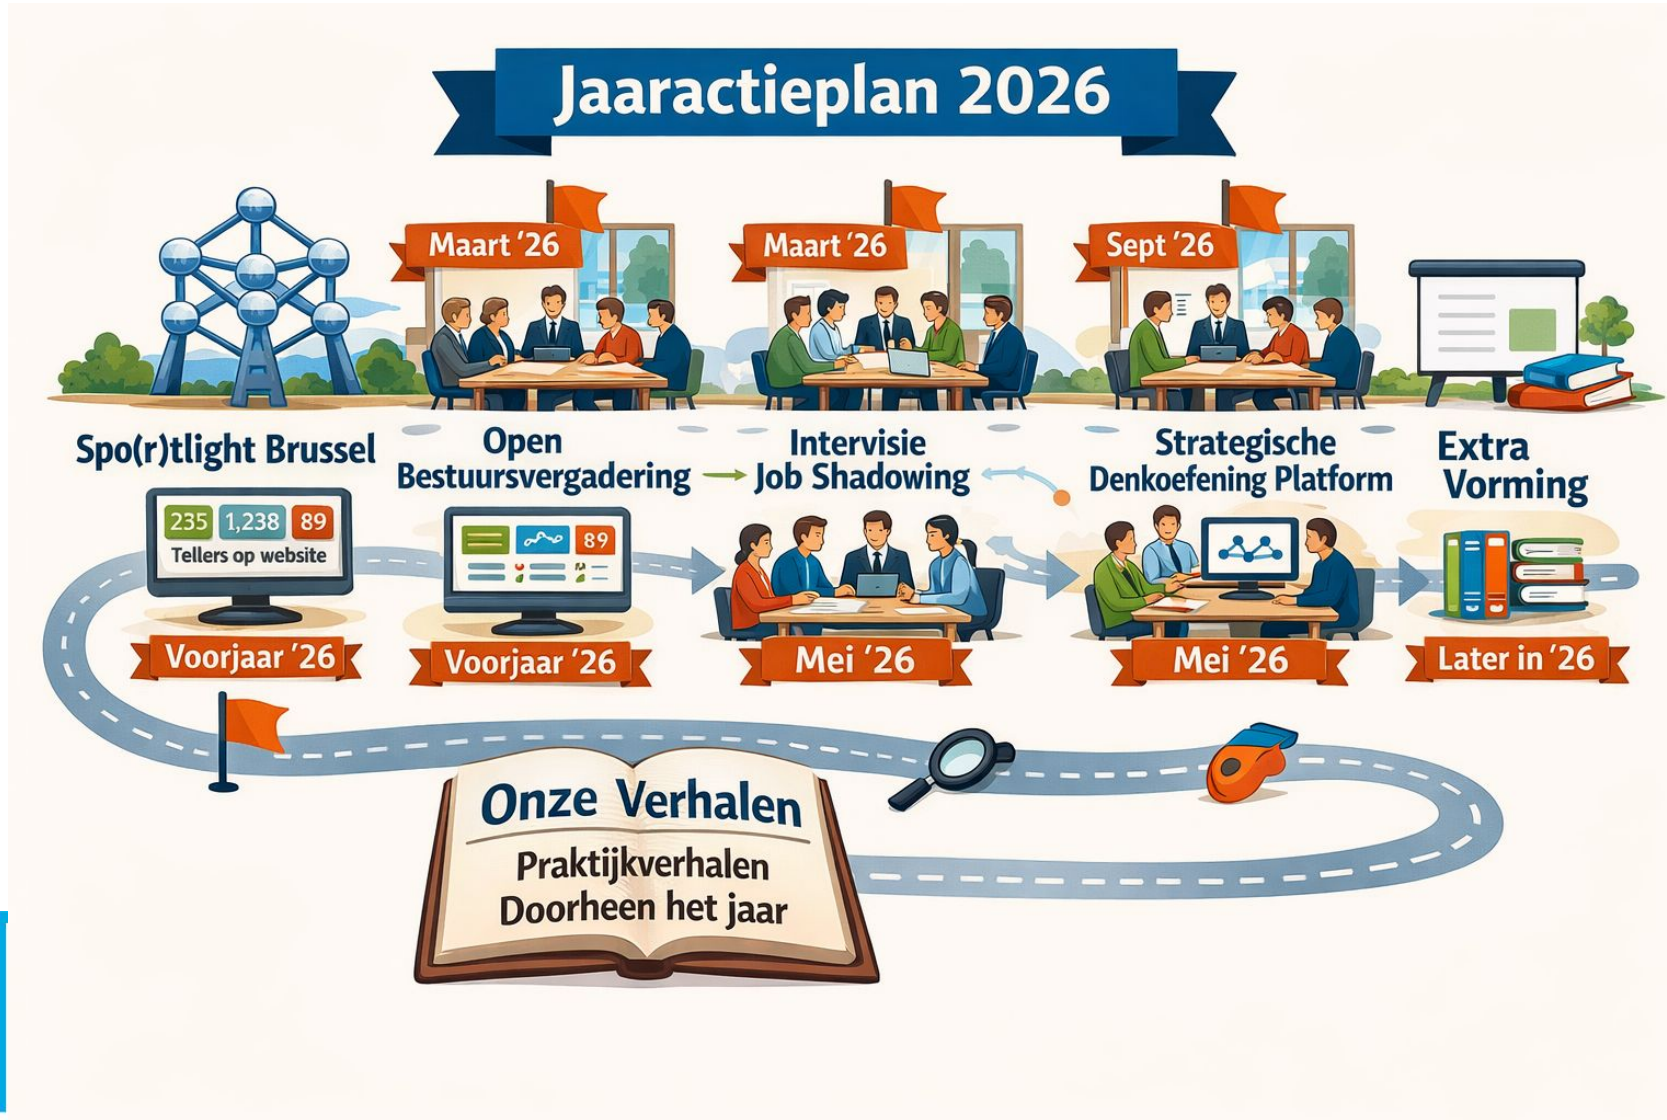 Jaaractieplan 2026
Maart '26
Maart '26
Sept '26
Spo(r)tlight Brussel
Open
Bestuursvergadering
Intervisie
Job Shadowing
Strategische
Denkoefening Platform
Extra
Vorming
235 1,238 89
Tellers op website
89
Voorjaar '26
Voorjaar '26
Mei '26
Mei '26
Later in '26
Onze Verhalen
Praktijkverhalen
Doorheen het jaar